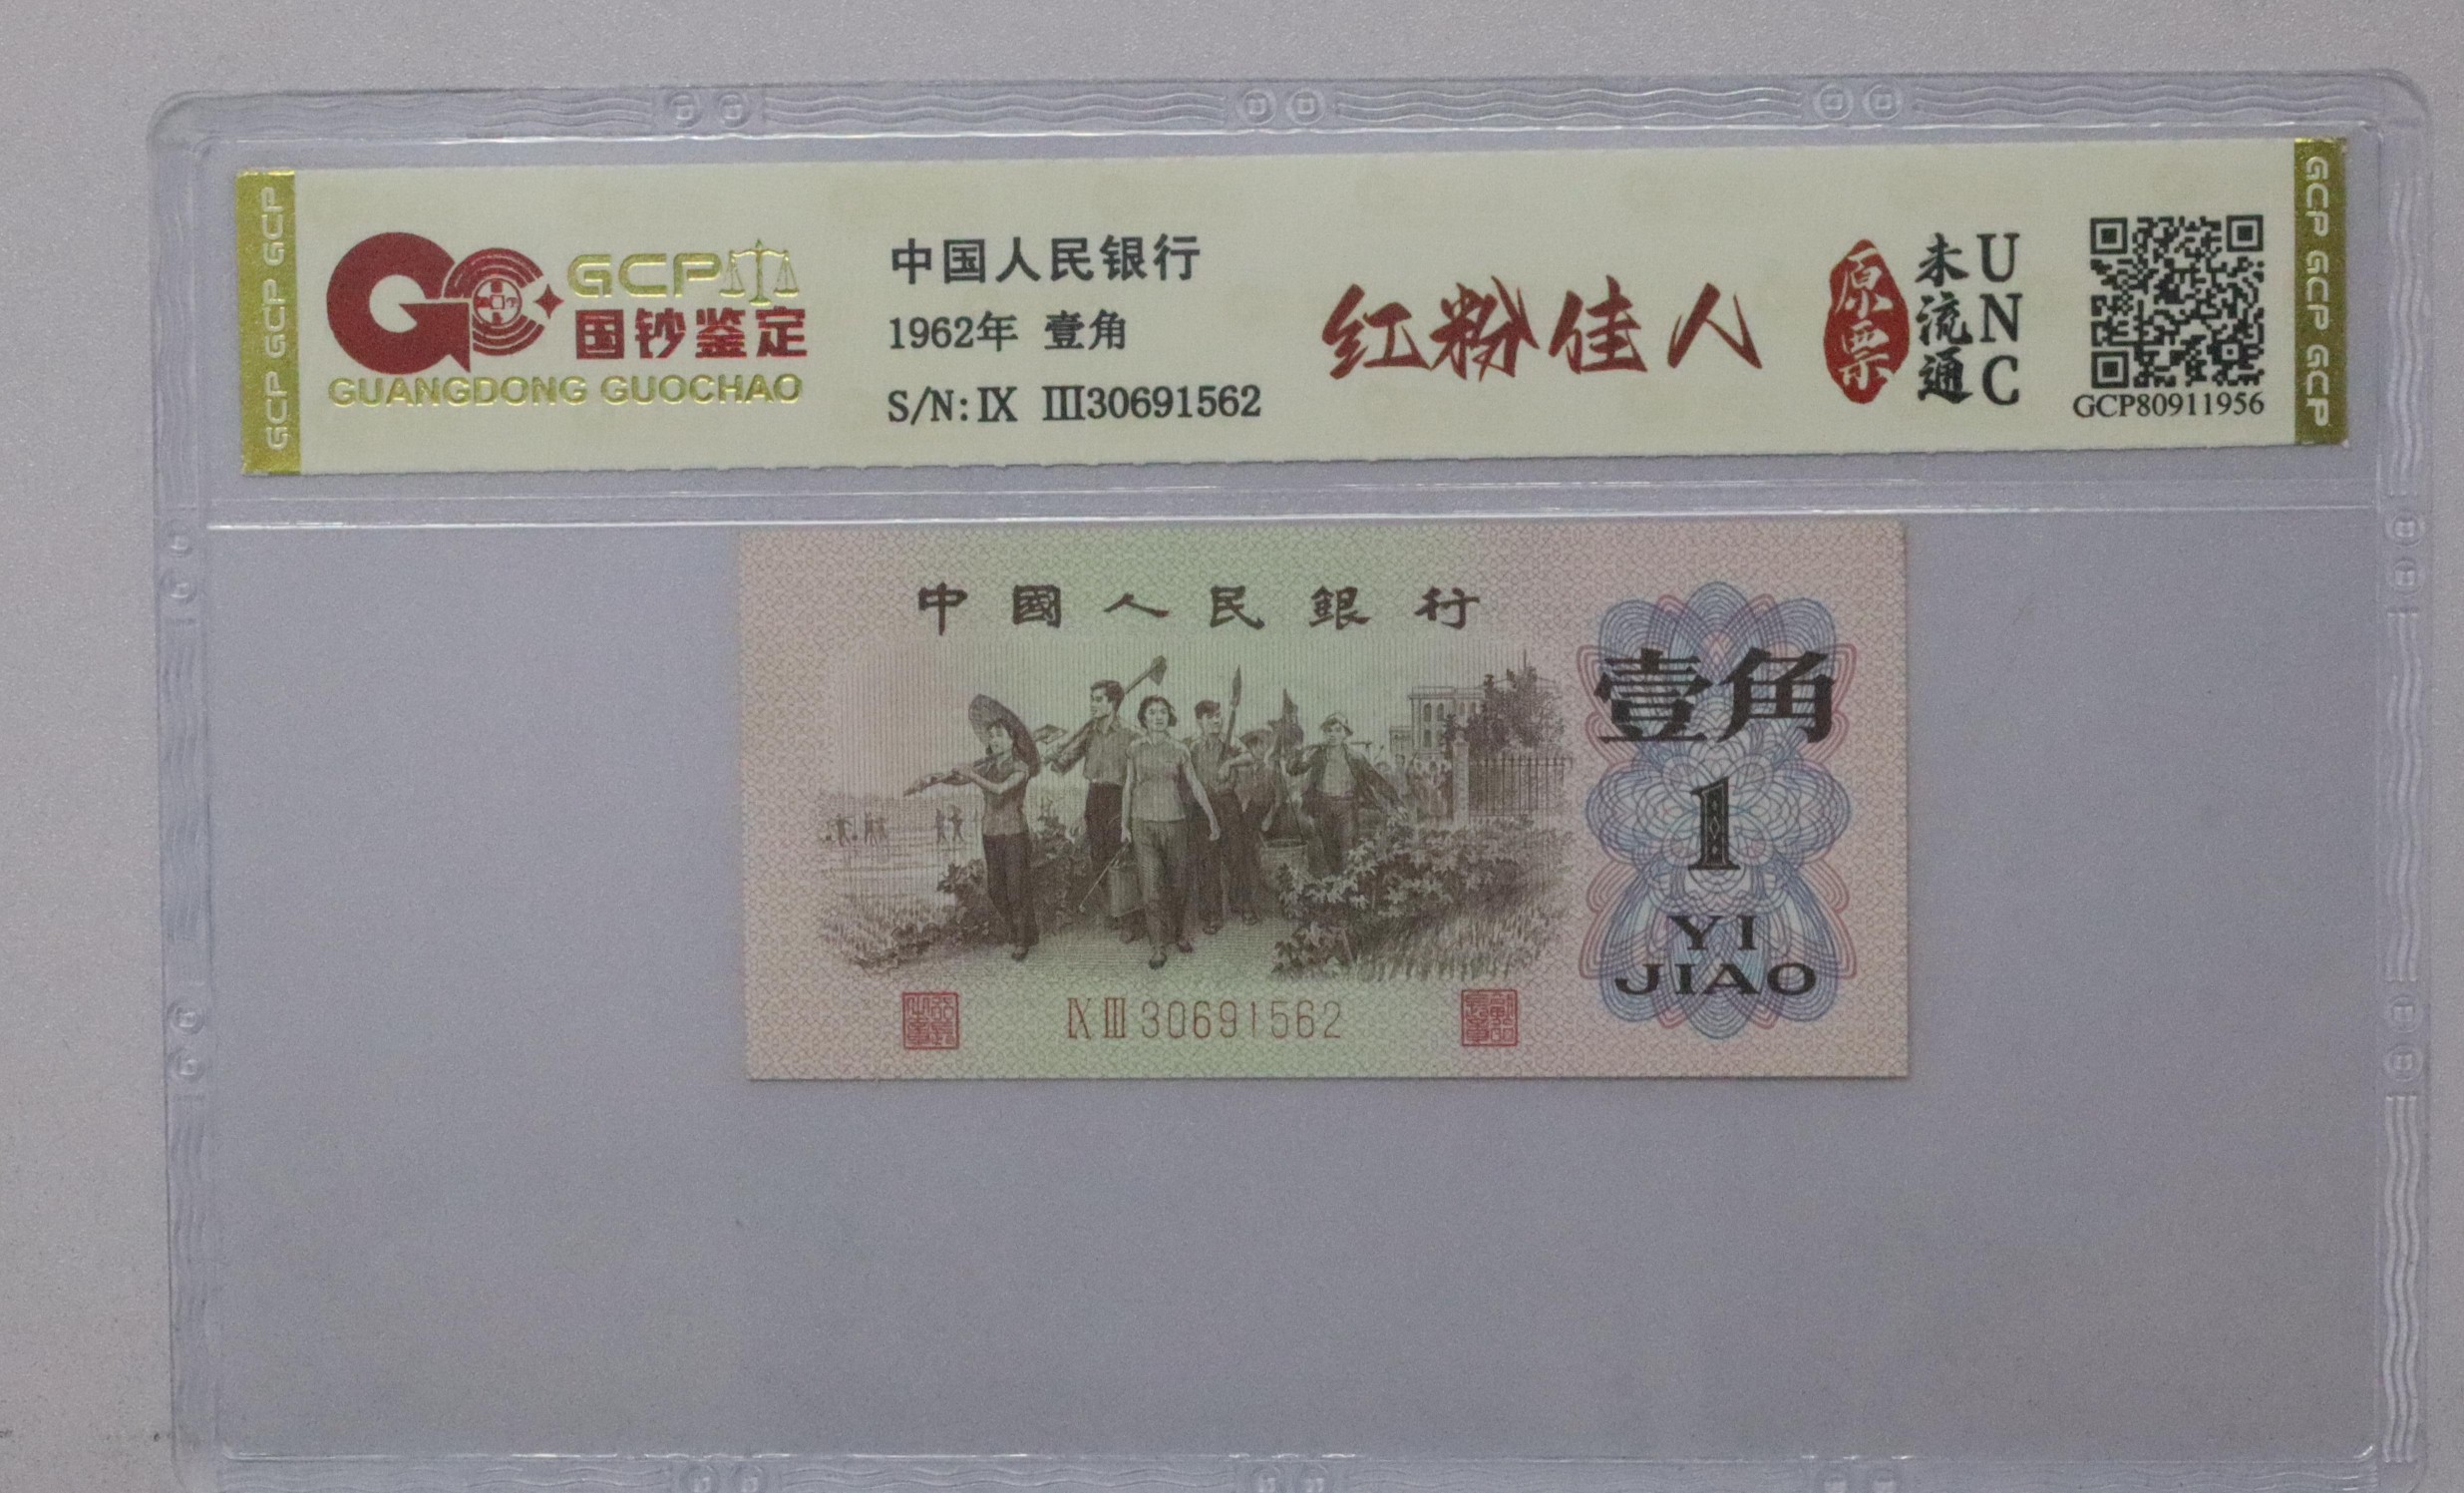 GCP GCP GCP
GCP
国钞鉴定
GUANGDONG GUOCHAO
中国人民银行
1962年 壹角
S/N: Ⅸ Ⅲ30691562
红粉佳人
原票
未流通
UNC
GCP80911956
GCP GCP GCP
中國人民銀行
壹角
1
YI
JIAO
Ⅸ Ⅲ 30691562